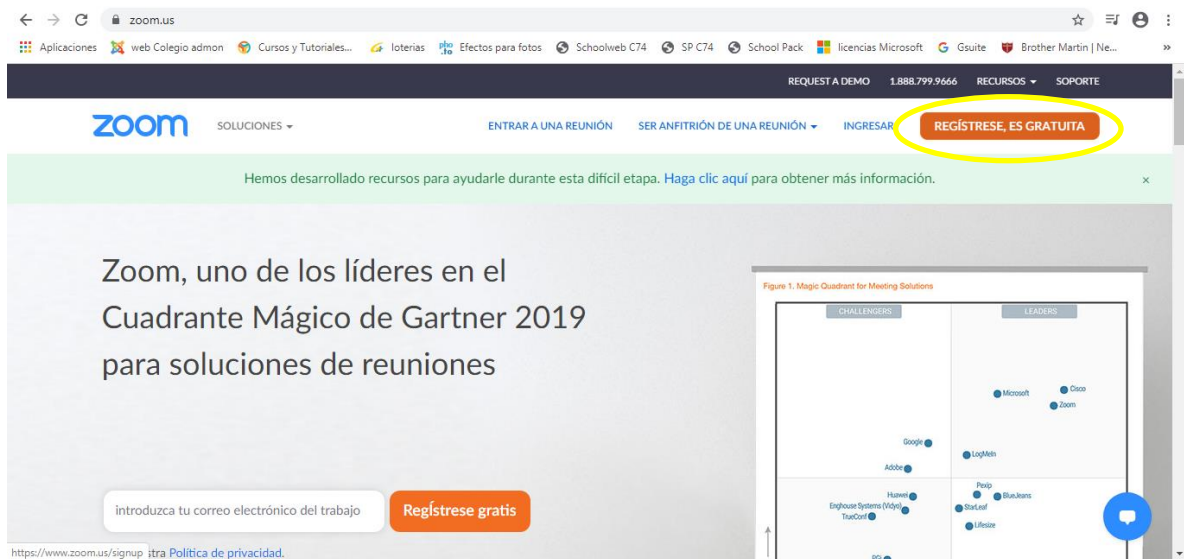 zoom.us
Aplicaciones web Colegio admon Cursos y Tutoriales... loterias pho.to Efectos para fotos Schoolweb C74 SP C74 School Pack licencias Microsoft Gsuite Brother Martin | Ne... »
REQUEST A DEMO 1.888.799.9666 RECURSOS SOPORTE
zoom SOLUCIONES ENTRAR A UNA REUNIÓN SER ANFITRIÓN DE UNA REUNIÓN INGRESAR REGÍSTRESE, ES GRATUITA
Hemos desarrollado recursos para ayudarle durante esta difícil etapa. Haga clic aquí para obtener más información. ×
Zoom, uno de los líderes en el
Cuadrante Mágico de Gartner 2019
para soluciones de reuniones
introduzca tu correo electrónico del trabajo Regístrese gratis
https://www.zoom.us/signup stra Política de privacidad.
Figure 1. Magic Quadrant for Meeting Solutions
CHALLENGERS LEADERS
Microsoft Cisco
Zoom
Google LogMeIn
Adobe
Huawei Pexip BlueJeans
Enghouse Systems (Vidyo) StarLeaf
TrueConf Lifesize
PGi